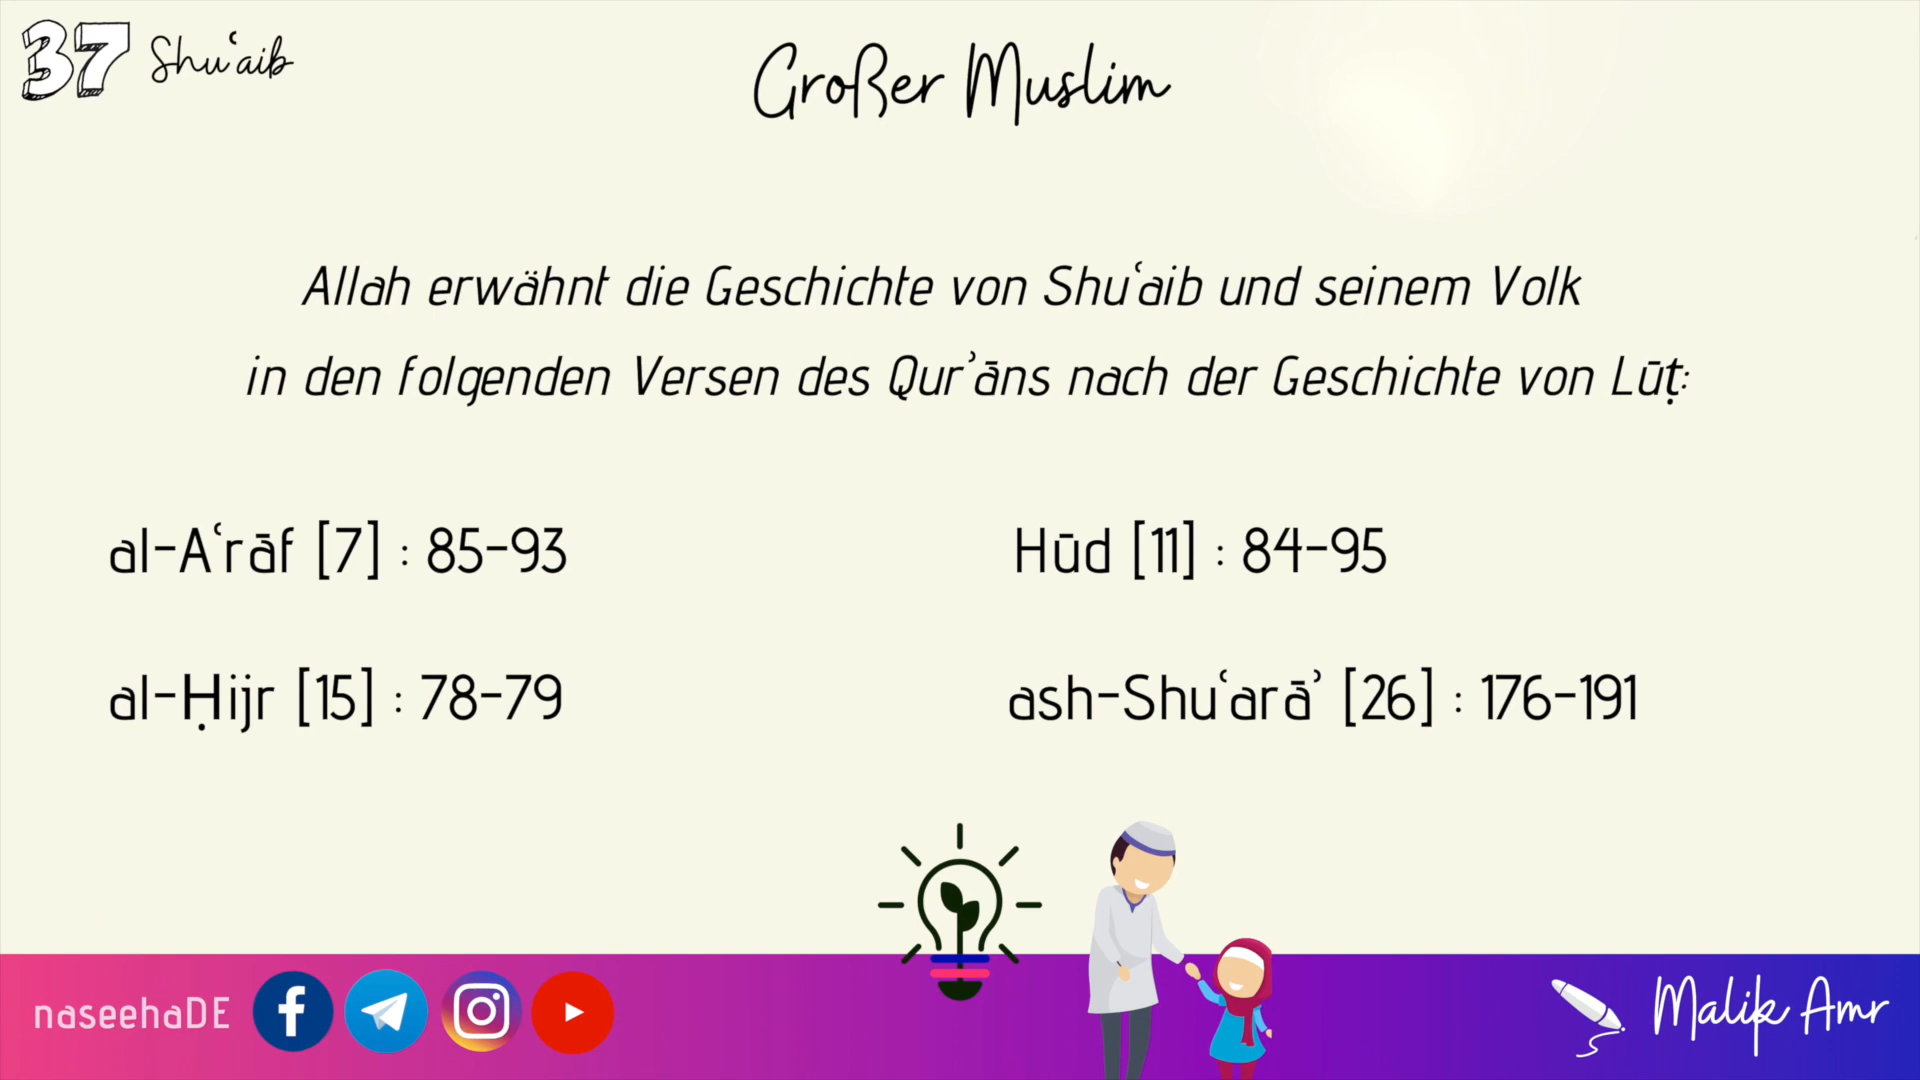 37 Shuʿaib
Großer Muslim
Allah erwähnt die Geschichte von Shuʿaib und seinem Volk
in den folgenden Versen des Qurʾāns nach der Geschichte von Lūṭ:
al-Aʿrāf [7] : 85-93
Hūd [11] : 84-95
al-Ḥijr [15] : 78-79
ash-Shuʿarāʾ [26] : 176-191
naseehaDE
Malik Amr